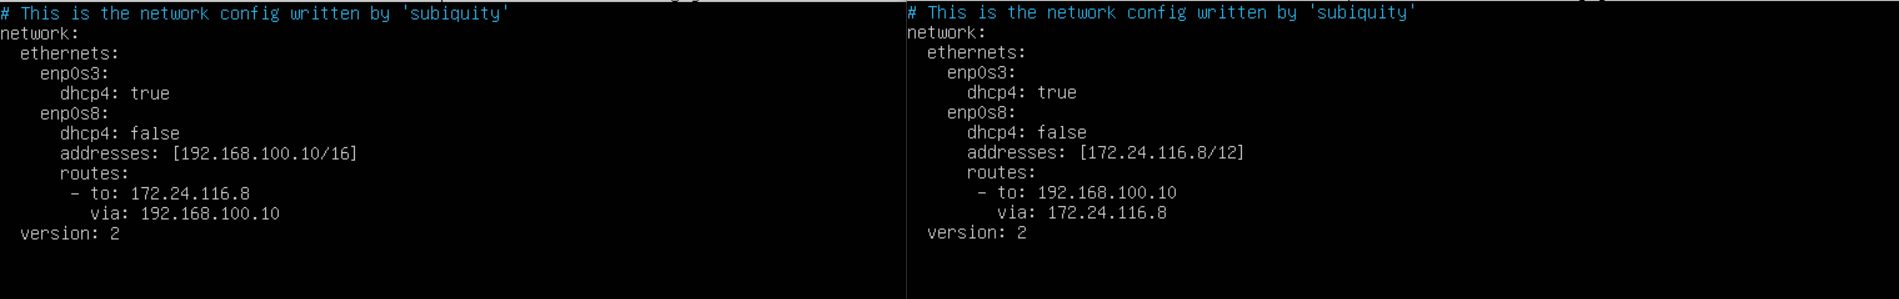 # This is the network config written by 'subiquity'
network:
  ethernets:
    enp0s3:
      dhcp4: true
    enp0s8:
      dhcp4: false
      addresses: [192.168.100.10/16]
      routes:
       - to: 172.24.116.8
         via: 192.168.100.10
  version: 2
# This is the network config written by 'subiquity'
network:
  ethernets:
    enp0s3:
      dhcp4: true
    enp0s8:
      dhcp4: false
      addresses: [172.24.116.8/12]
      routes:
       - to: 192.168.100.10
         via: 172.24.116.8
  version: 2